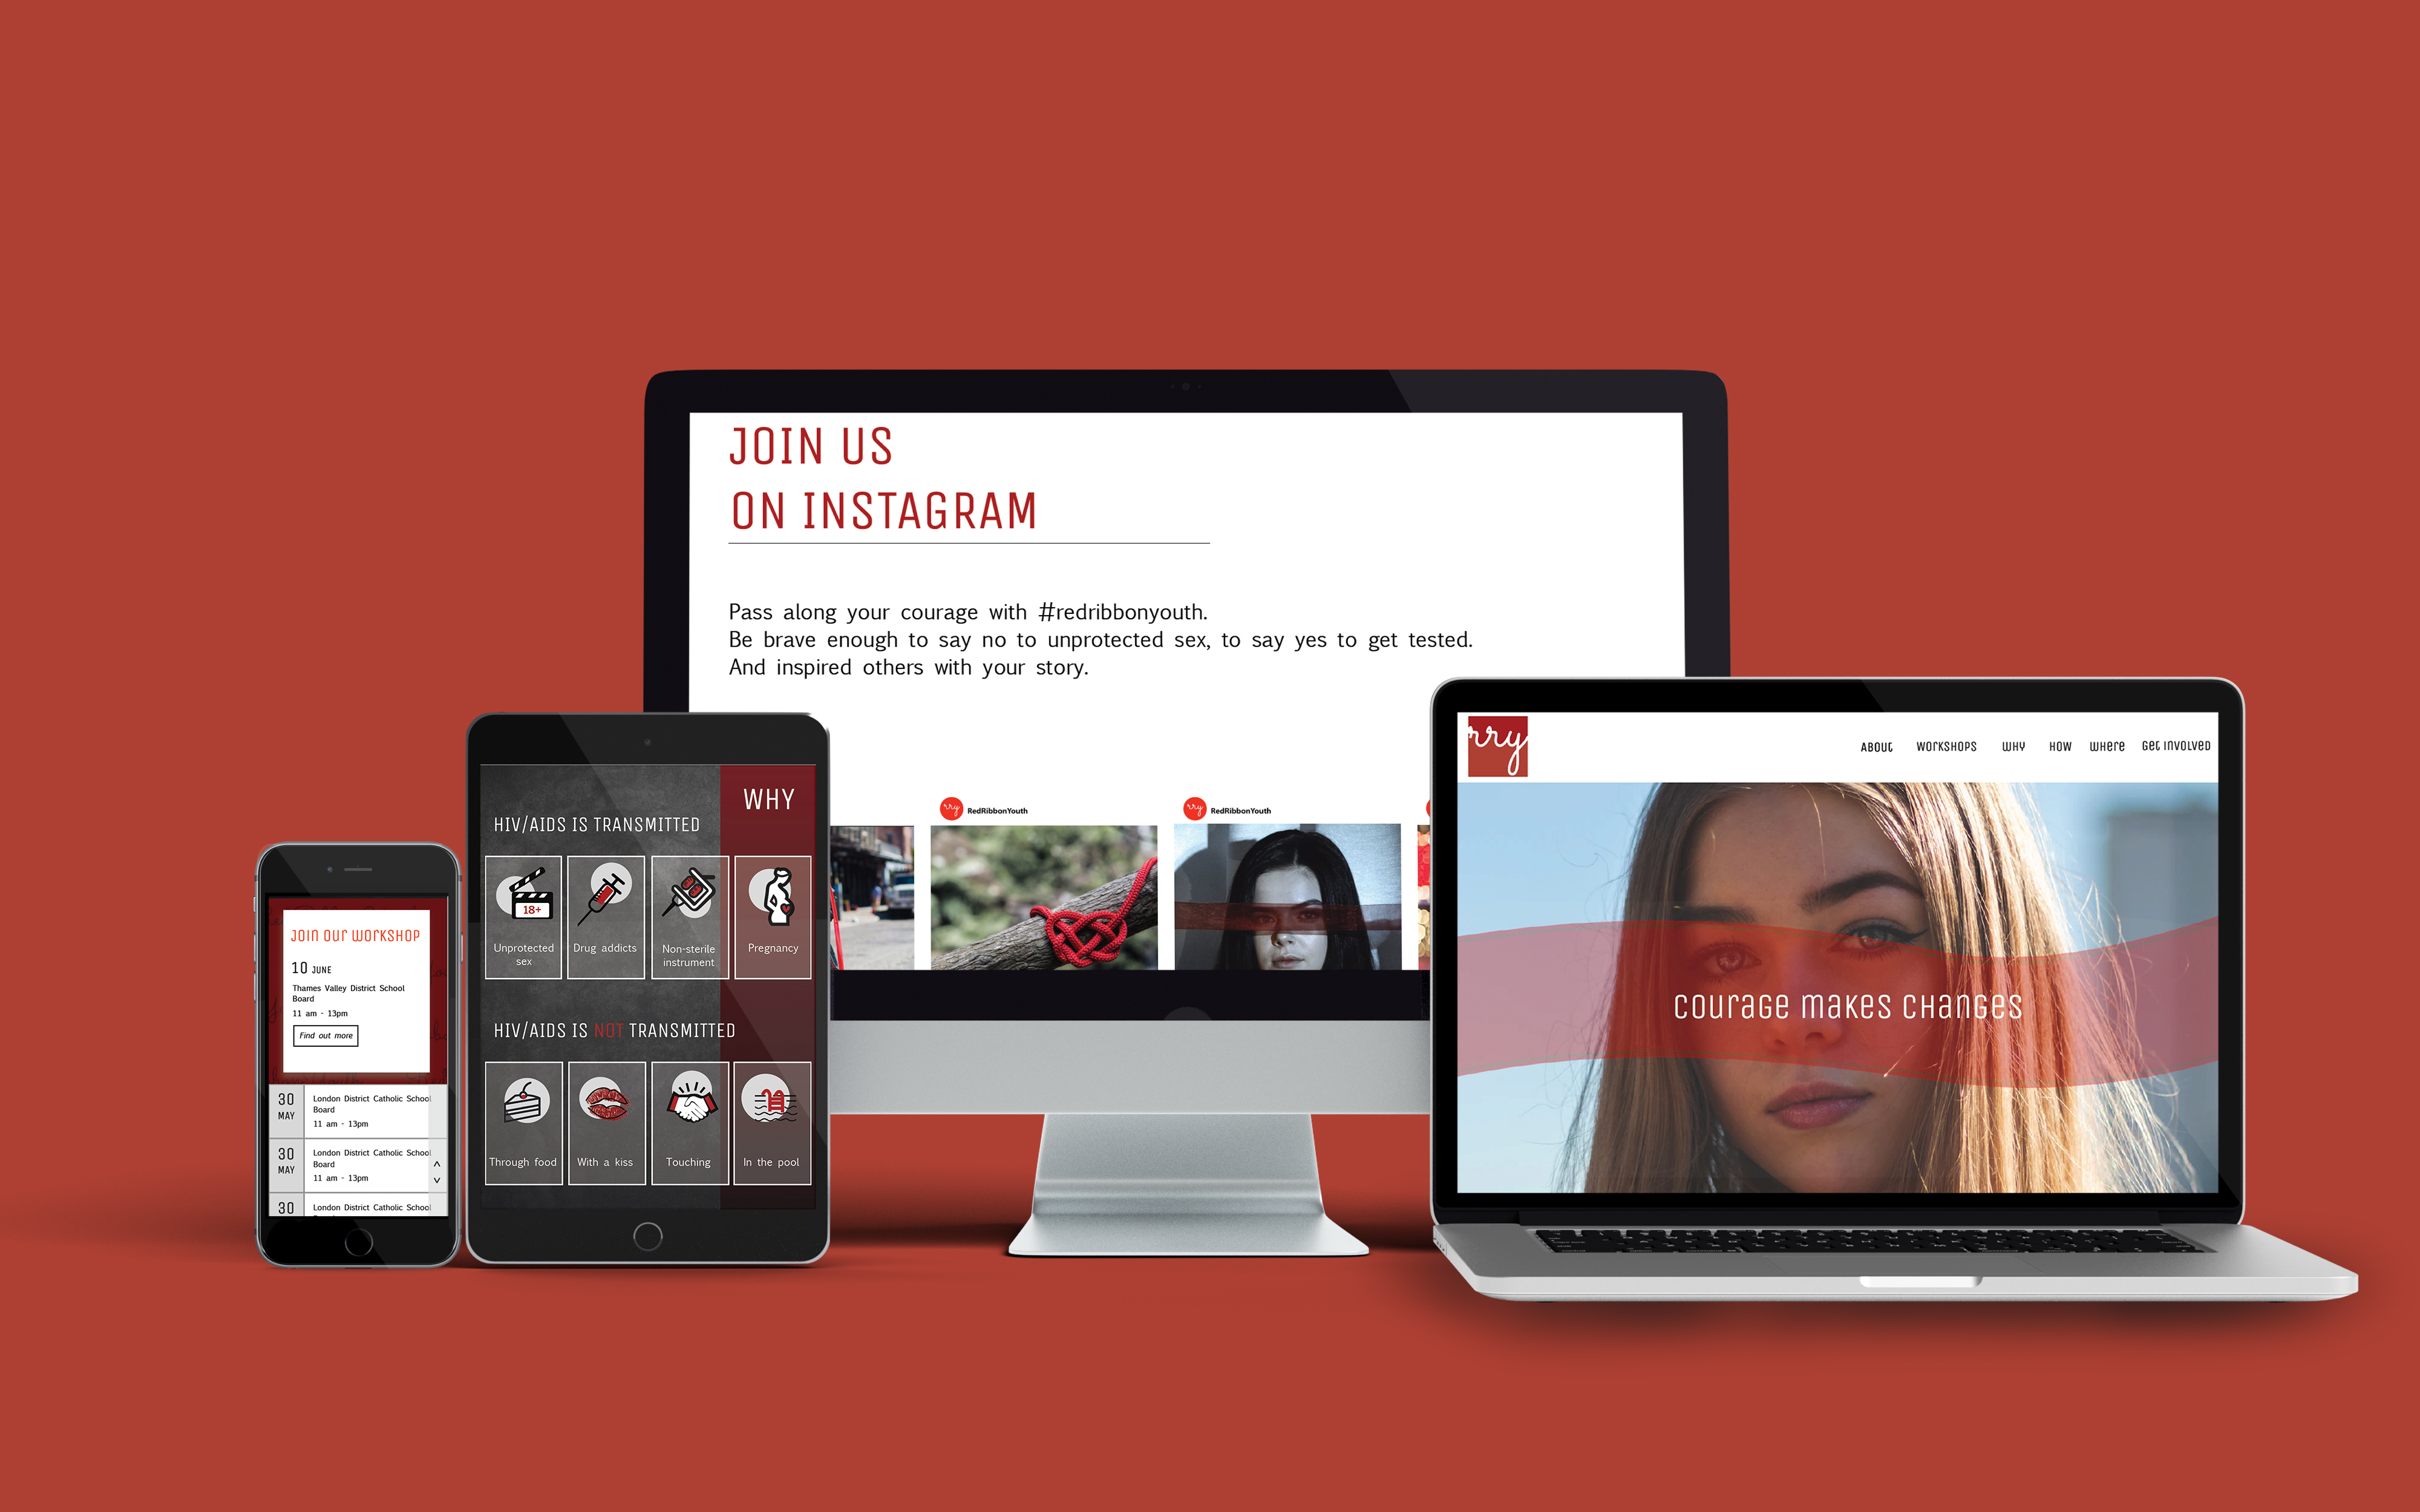 JOIN US
ON INSTAGRAM
Pass along your courage with #redribbonyouth.
Be brave enough to say no to unprotected sex, to say yes to get tested.
And inspired others with your story.
rry RedRibbonYouth
rry RedRibbonYouth
JOIN OUR WORKSHOP
10 JUNE
Thames Valley District School
Board
11 am - 13pm
Find out more
30
MAY
London District Catholic School
Board
11 am - 13pm
30
MAY
London District Catholic School
Board
11 am - 13pm
30
London District Catholic School
WHY
HIV/AIDS IS TRANSMITTED
18+
Unprotected
sex
Drug addicts
Non-sterile
instrument
Pregnancy
HIV/AIDS IS NOT TRANSMITTED
Through food
With a kiss
Touching
In the pool
rry
ABOUT WORKSHOPS WHY HOW WHERE GET INVOLVED
COURAGE MAKES CHANGES